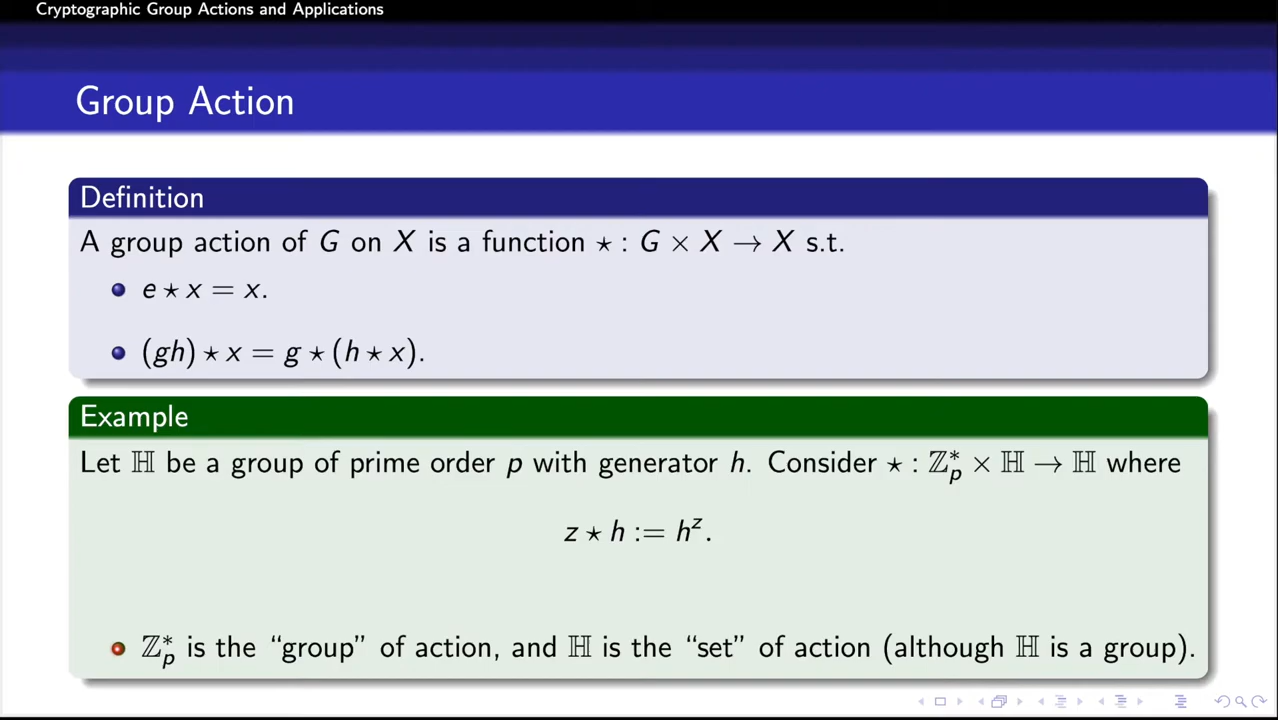 Cryptographic Group Actions and Applications
Group Action
Definition
A group action of G on X is a function ⋆ : G × X → X s.t.
e ⋆ x = x.
(gh) ⋆ x = g ⋆ (h ⋆ x).
Example
Let ℍ be a group of prime order p with generator h. Consider ⋆ : ℤ*ₚ × ℍ → ℍ where
z ⋆ h := hᶻ.
ℤ*ₚ is the “group” of action, and ℍ is the “set” of action (although ℍ is a group).